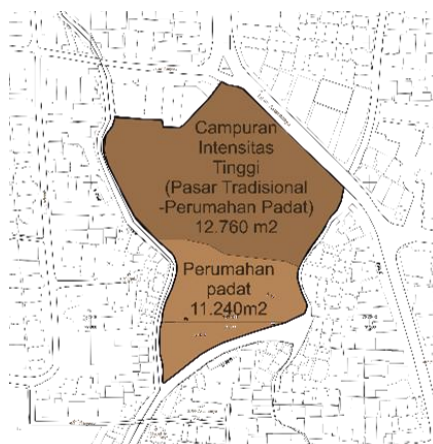 Campuran
Intensitas
Tinggi
(Pasar Tradisional
-Perumahan Padat)
12.760 m2
Perumahan
padat
11.240m2